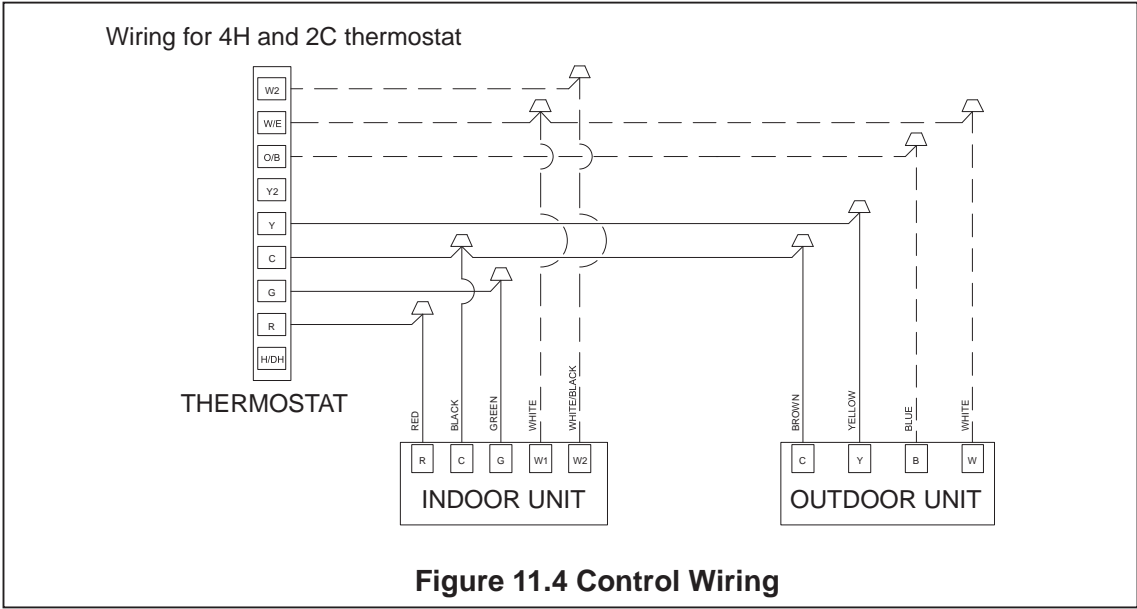 Wiring for 4H and 2C thermostat
W2
W/E
O/B
Y2
Y
C
G
R
H/DH
THERMOSTAT
RED
BLACK
GREEN
WHITE
WHITE/BLACK
BROWN
YELLOW
BLUE
WHITE
R C G W1 W2
C Y B W
INDOOR UNIT
OUTDOOR UNIT
Figure 11.4 Control Wiring